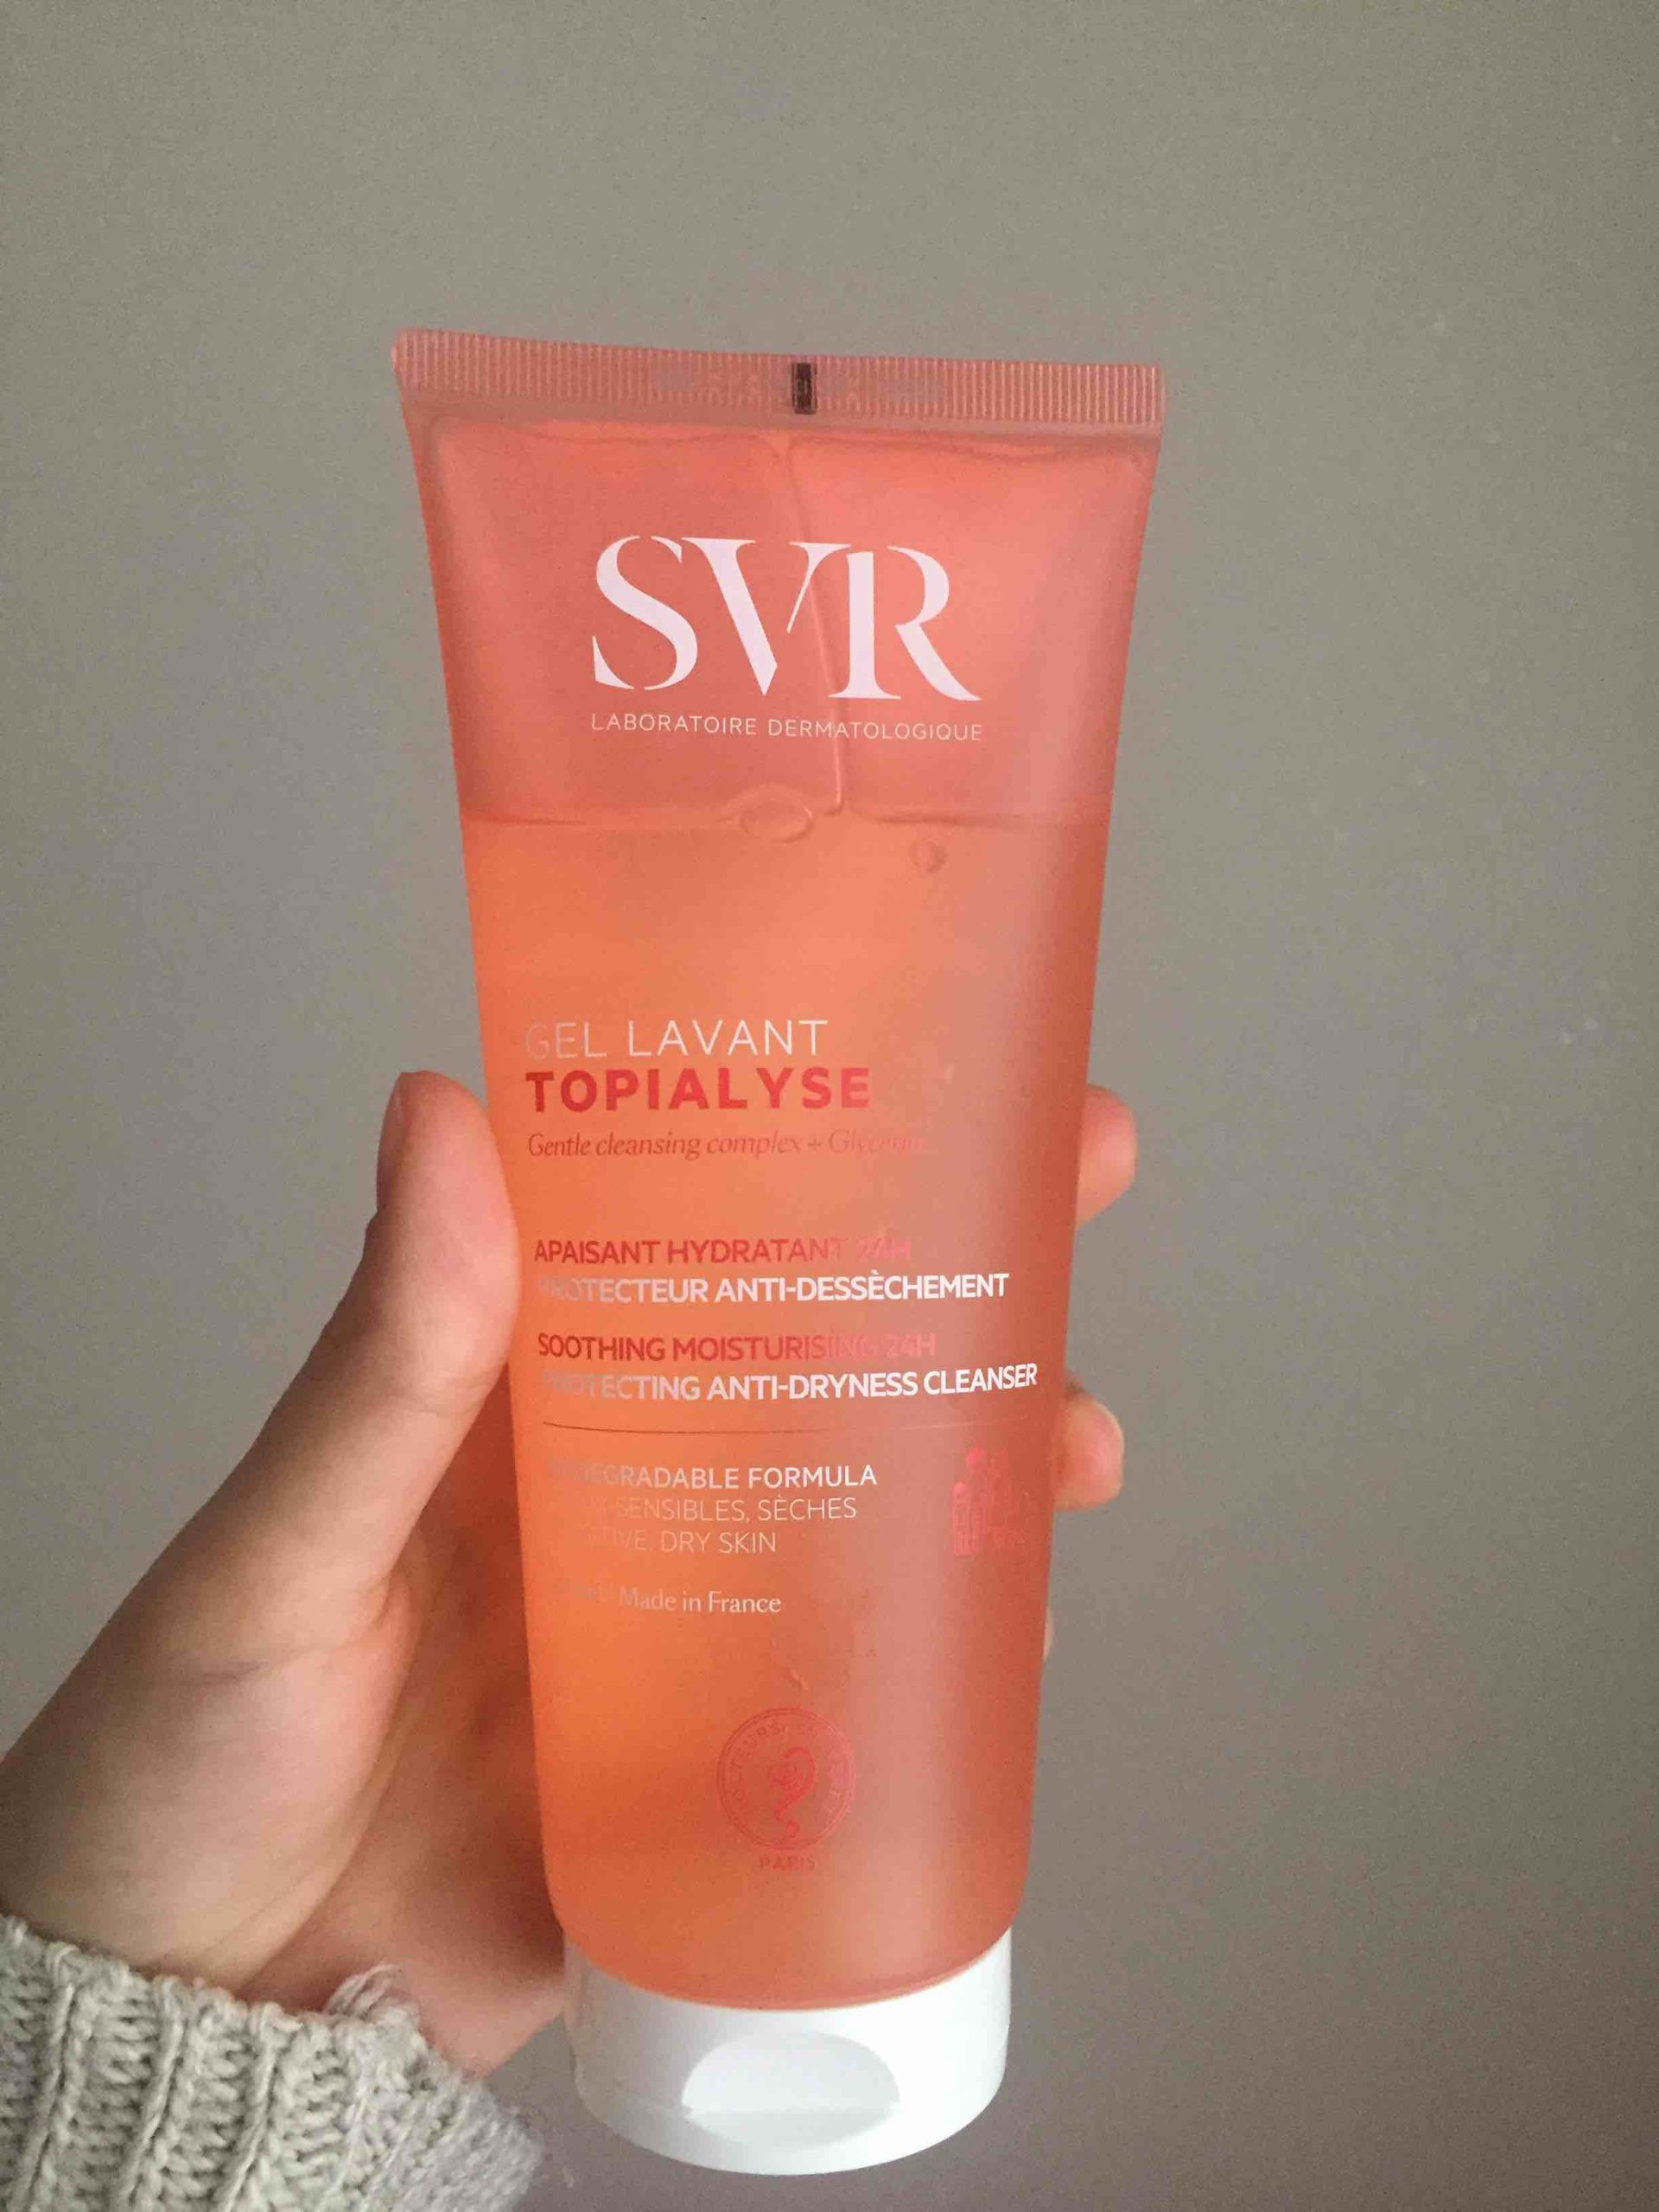 SVR
LABORATOIRE DERMATOLOGIQUE
GEL LAVANT
TOPIALYSE
Gentle cleansing complex + Glycerin
APAISANT HYDRATANT 24H
PROTECTEUR ANTI-DESSÈCHEMENT
SOOTHING MOISTURISING 24H
PROTECTING ANTI-DRYNESS CLEANSER
BIODEGRADABLE FORMULA
SENSIBLES, SÈCHES
DRY SKIN
Made in France
PARIS